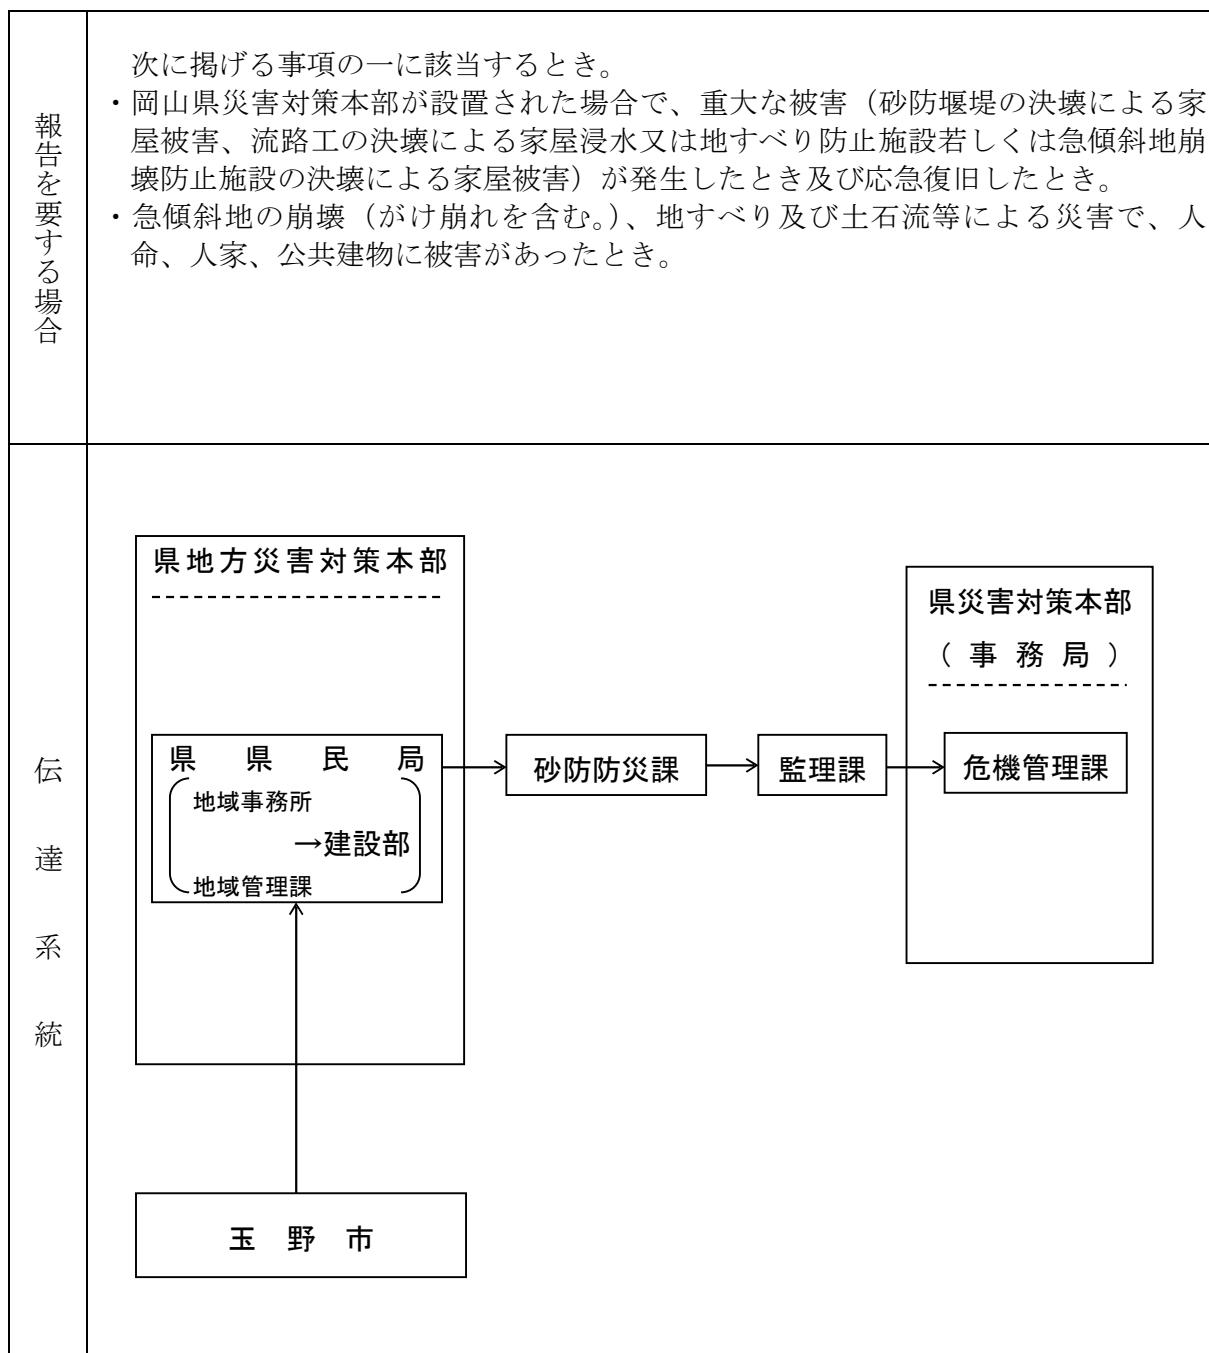 報告を要する場合
次に掲げる事項の一に該当するとき。
・岡山県災害対策本部が設置された場合で、重大な被害（砂防堰堤の決壊による家
屋被害、流路工の決壊による家屋浸水又は地すべり防止施設若しくは急傾斜地崩
壊防止施設の決壊による家屋被害）が発生したとき及び応急復旧したとき。
・急傾斜地の崩壊（がけ崩れを含む。）、地すべり及び土石流等による災害で、人
命、人家、公共建物に被害があったとき。
伝達系統
県地方災害対策本部
県県民局
地域事務所
→建設部
地域管理課
砂防防災課
監理課
県災害対策本部
（事務局）
危機管理課
玉野市